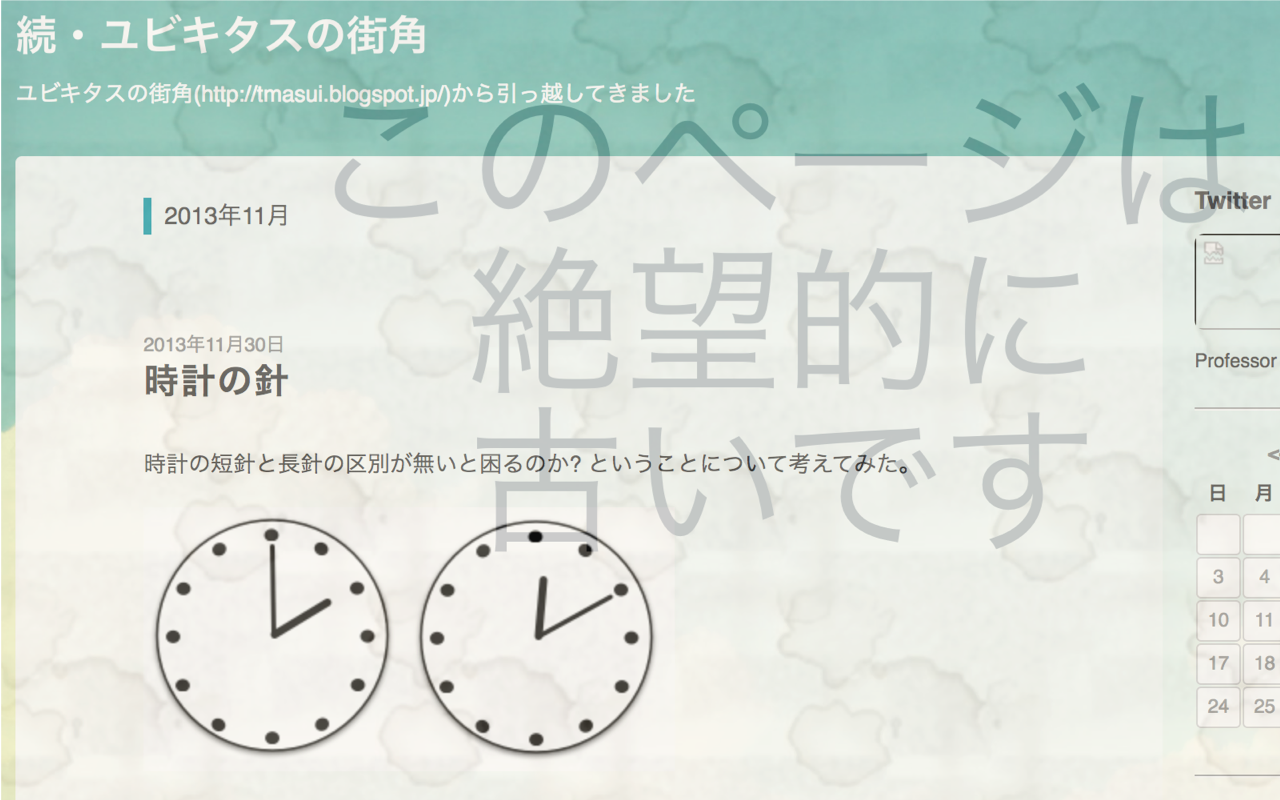 続・ユビキタスの街角
ユビキタスの街角(http://tmasui.blogspot.jp/)から引っ越してきました
このページは
絶望的に
古いです
2013年11月
2013年11月30日
時計の針
時計の短針と長針の区別が無いと困るのか? ということについて考えてみた。
Twitter
Professor
<
日 月
3 4
10 11
17 18
24 25